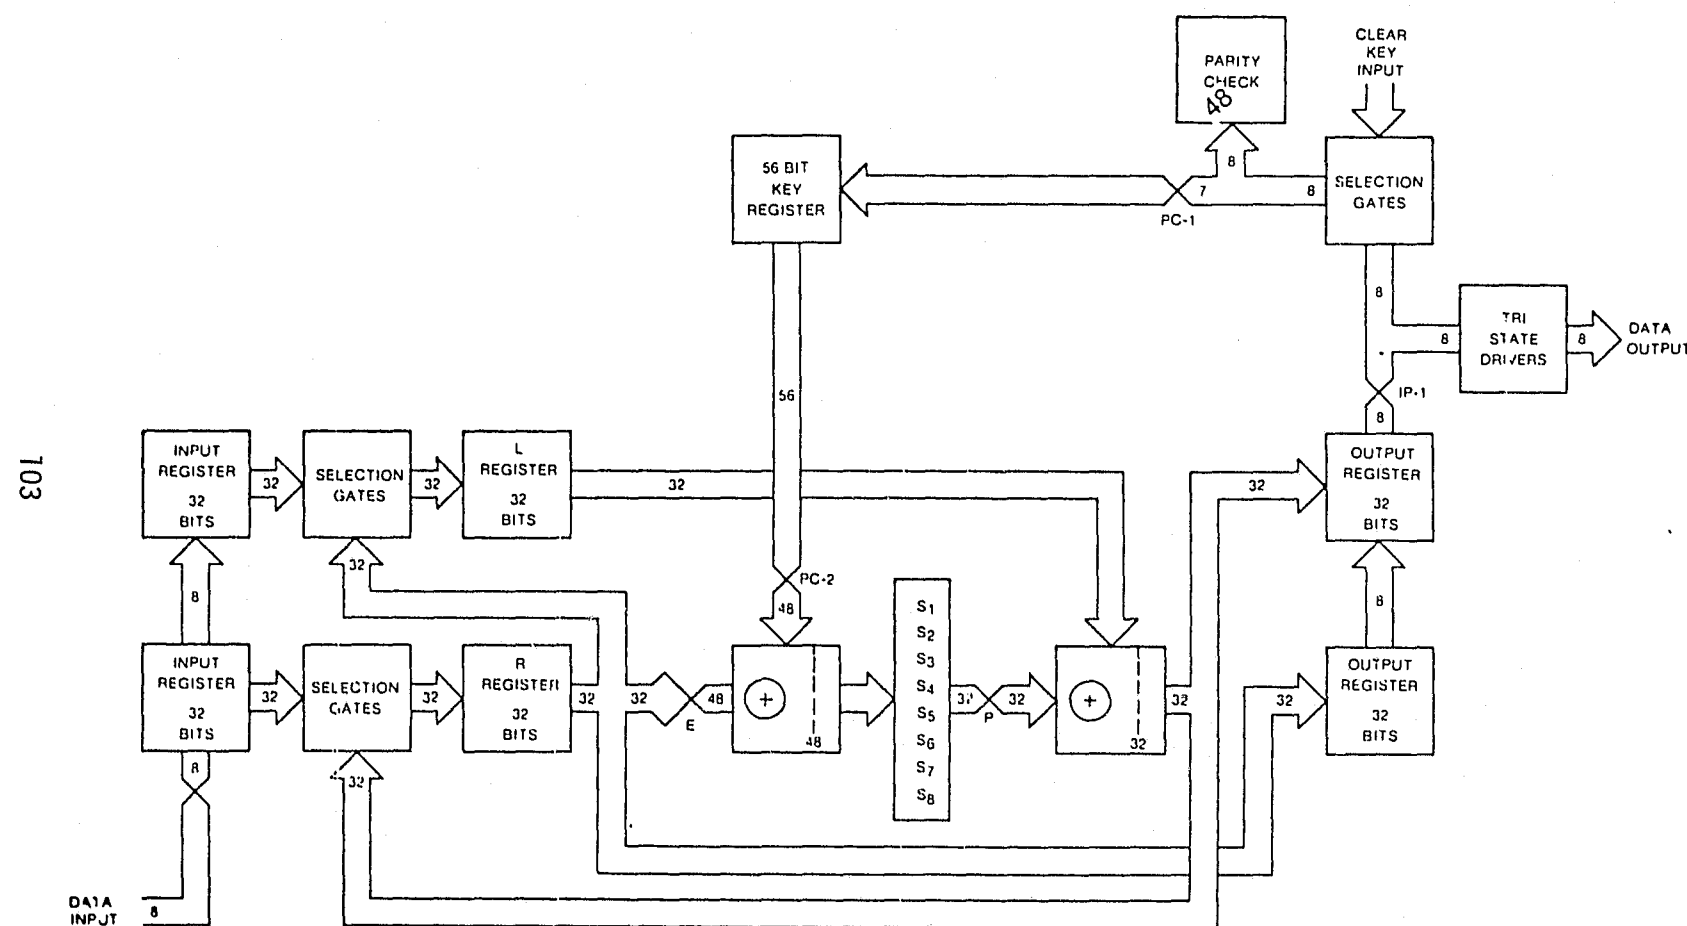 CLEAR
KEY
INPUT
PARITY
CHECK
48
8
56 BIT
KEY
REGISTER
7
8
PC-1
SELECTION
GATES
8
TRI
STATE
DRIVERS
8
8
DATA
OUTPUT
IP-1
8
56
103
INPUT
REGISTER
32
BITS
32
SELECTION
GATES
32
L
REGISTER
32
BITS
32
32
OUTPUT
REGISTER
32
BITS
8
32
PC-2
48
8
INPUT
REGISTER
32
BITS
32
SELECTION
GATES
32
R
REGISTER
32
BITS
32
32
E
48
+
48
S1
S2
S3
S4
S5
S6
S7
S8
32
P
32
+
32
32
32
OUTPUT
REGISTER
32
BITS
8
32
DATA
INPUT
8